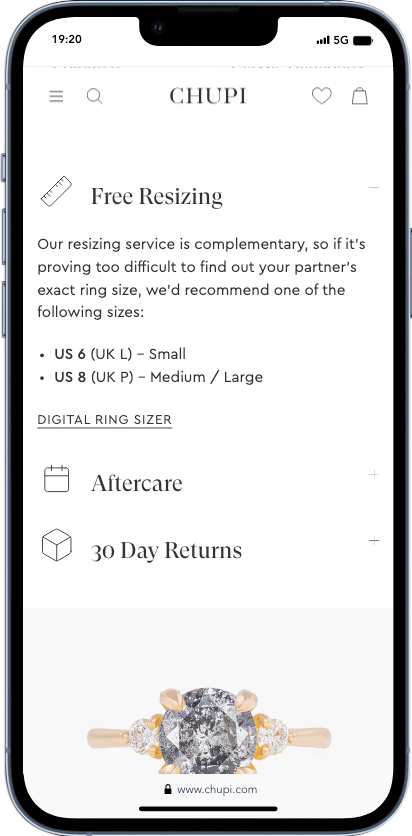 19:20
5G
CHUPI
Free Resizing
Our resizing service is complementary, so if it's
proving too difficult to find out your partner's
exact ring size, we'd recommend one of the
following sizes:
• US 6 (UK L) – Small
• US 8 (UK P) – Medium / Large
DIGITAL RING SIZER
Aftercare
30 Day Returns
www.chupi.com